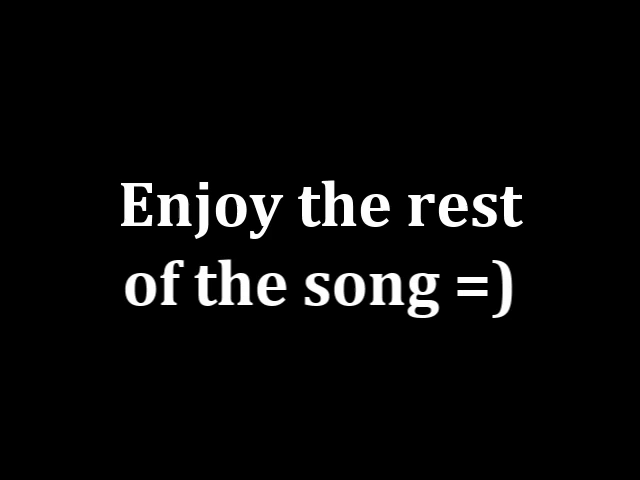 Enjoy the rest
of the song =)